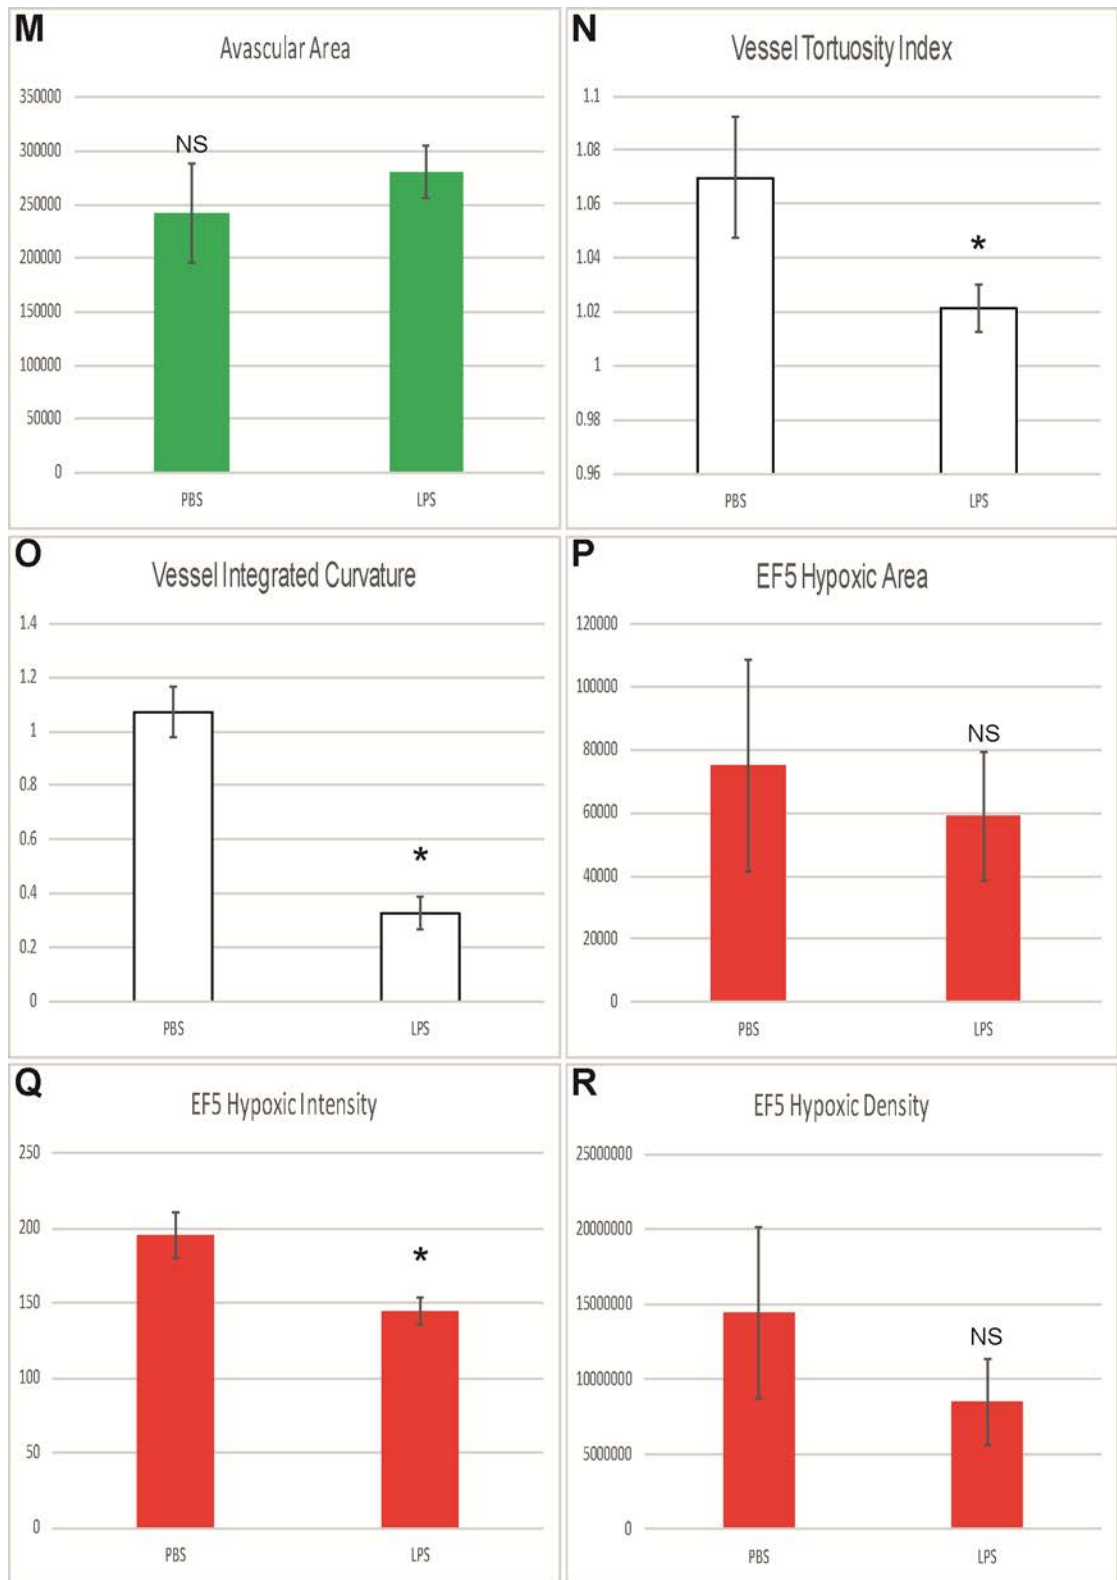 M
Avascular Area
350000
300000
250000
200000
150000
100000
50000
0
NS
PBS LPS
N
Vessel Tortuosity Index
1.1
1.08
1.06
1.04
1.02
1
0.98
0.96
*
PBS LPS
O
Vessel Integrated Curvature
1.4
1.2
1
0.8
0.6
0.4
0.2
0
*
PBS LPS
P
EF5 Hypoxic Area
120000
100000
80000
60000
40000
20000
0
NS
PBS LPS
Q
EF5 Hypoxic Intensity
250
200
150
100
50
0
*
PBS LPS
R
EF5 Hypoxic Density
25000000
20000000
15000000
10000000
5000000
0
NS
PBS LPS